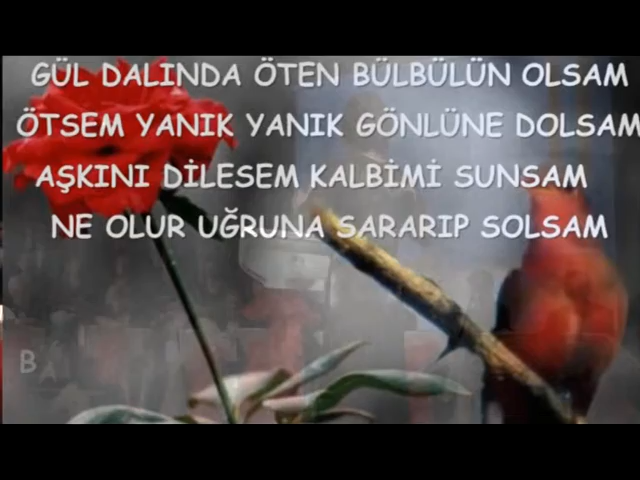 GÜL DALINDA ÖTEN BÜLBÜLÜN OLSAM
ÖTSEM YANIK YANIK GÖNLÜNE DOLSAM
AŞKINI DİLESEM KALBİMİ SUNSAM
NE OLUR UĞRUNA SARARIP SOLSAM